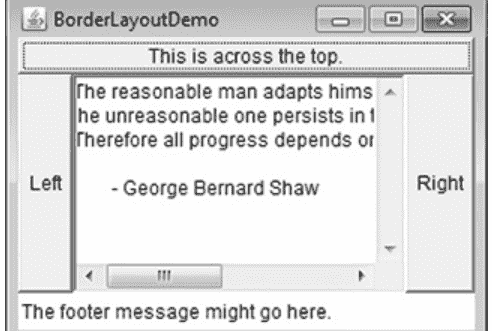 BorderLayoutDemo
This is across the top.
The reasonable man adapts hims
he unreasonable one persists in
Therefore all progress depends or
- George Bernard Shaw
Left
Right
The footer message might go here.